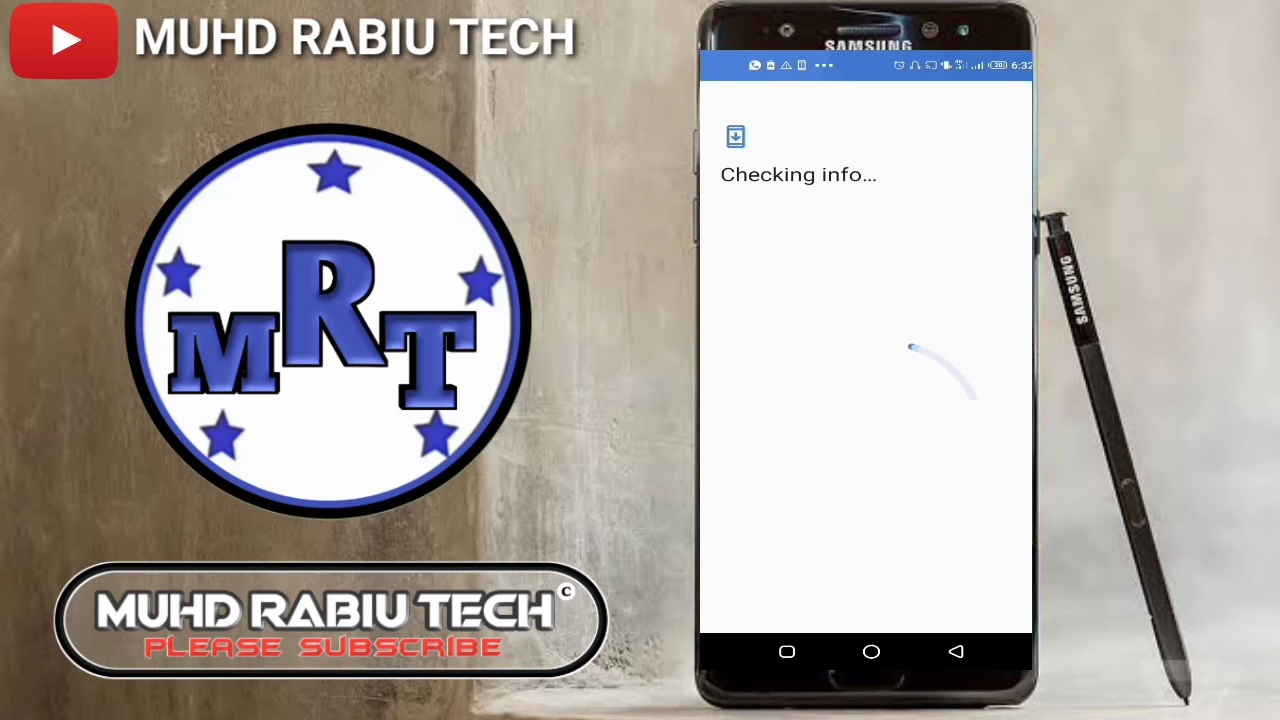 MUHD RABIU TECH
MRT
MUHD RABIU TECH ©
PLEASE SUBSCRIBE
SAMSUNG
6:32
Checking info...
SAMSUNG